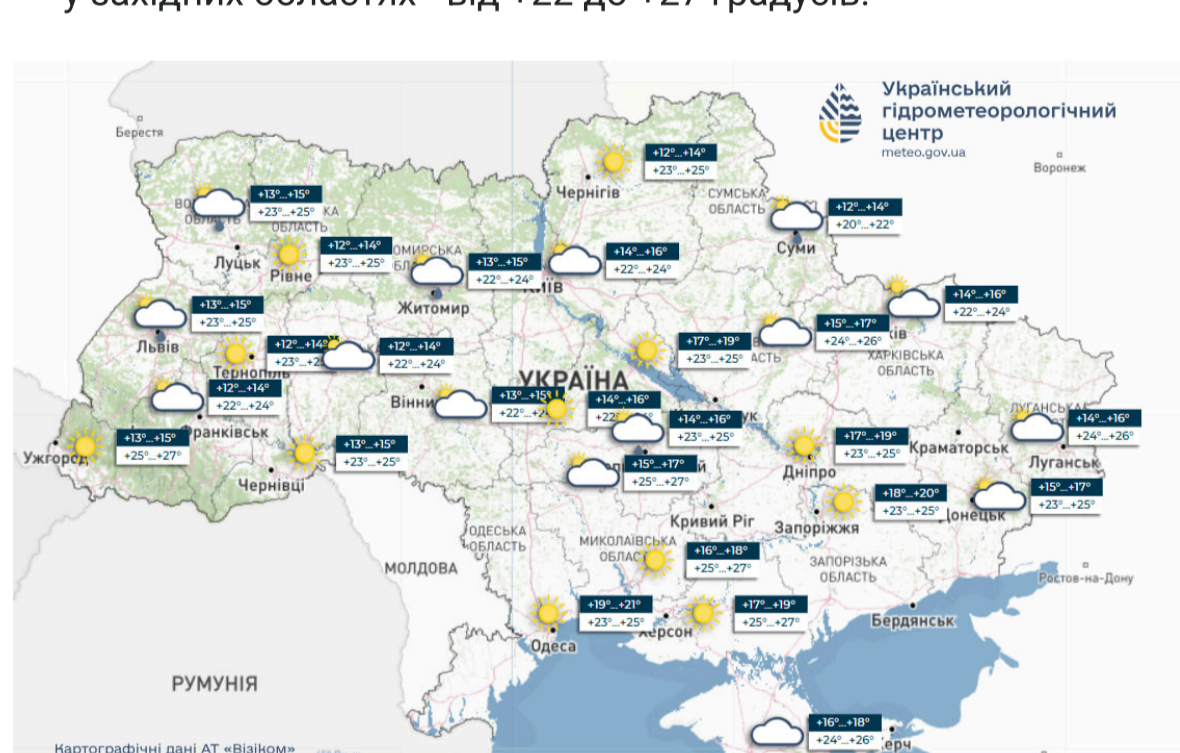 у західних областях - від +22 до +27 градусів.
Український
гідрометеорологічний
центр
meteo.gov.ua
Берестя
Воронеж
+12°...+14°
+23°...+25°
Чернігів
СУМСЬКА
ОБЛАСТЬ
+13°...+15°
+23°...+25°
ОБЛАСТЬ
ОБЛАСТЬ
+12°...+14°
+20°...+22°
Суми
Луцьк
+12°...+14°
+23°...+25°
Рівне
+13°...+15°
+22°...+24°
Житомир
+14°...+16°
+22°...+24°
Київ
+13°...+15°
+23°...+25°
Львів
+14°...+16°
+22°...+24°
+15°...+17°
+24°...+26°
ХАРКІВСЬКА
ОБЛАСТЬ
+12°...+14°
Тернопіль
+12°...+14°
+22°...+24°
+17°...+19°
+23°...+25°
УКРАЇНА
+12°...+14°
+22°...+24°
Франківськ
+13°...+15°
+14°...+16°
+14°...+16°
+23°...+25°
ЛУГАНСЬКА
+14°...+16°
+24°...+26°
Луганськ
Краматорськ
Ужгород
+13°...+15°
+25°...+27°
+13°...+15°
+23°...+25°
Чернівці
+15°...+17°
+25°...+27°
+17°...+19°
+23°...+25°
Дніпро
+18°...+20°
+23°...+25°
Запоріжжя
Донецьк
+15°...+17°
+23°...+25°
Кривий Ріг
ОДЕСЬКА
ОБЛАСТЬ
МИКОЛАЇВСЬКА
+16°...+18°
+25°...+27°
ЗАПОРІЗЬКА
ОБЛАСТЬ
МОЛДОВА
Ростов-на-Дону
+19°...+21°
+23°...+25°
Одеса
+17°...+19°
+25°...+27°
Херсон
Бердянськ
РУМУНІЯ
+16°...+18°
+24°...+26°
Картографічні дані АТ «Візіком»